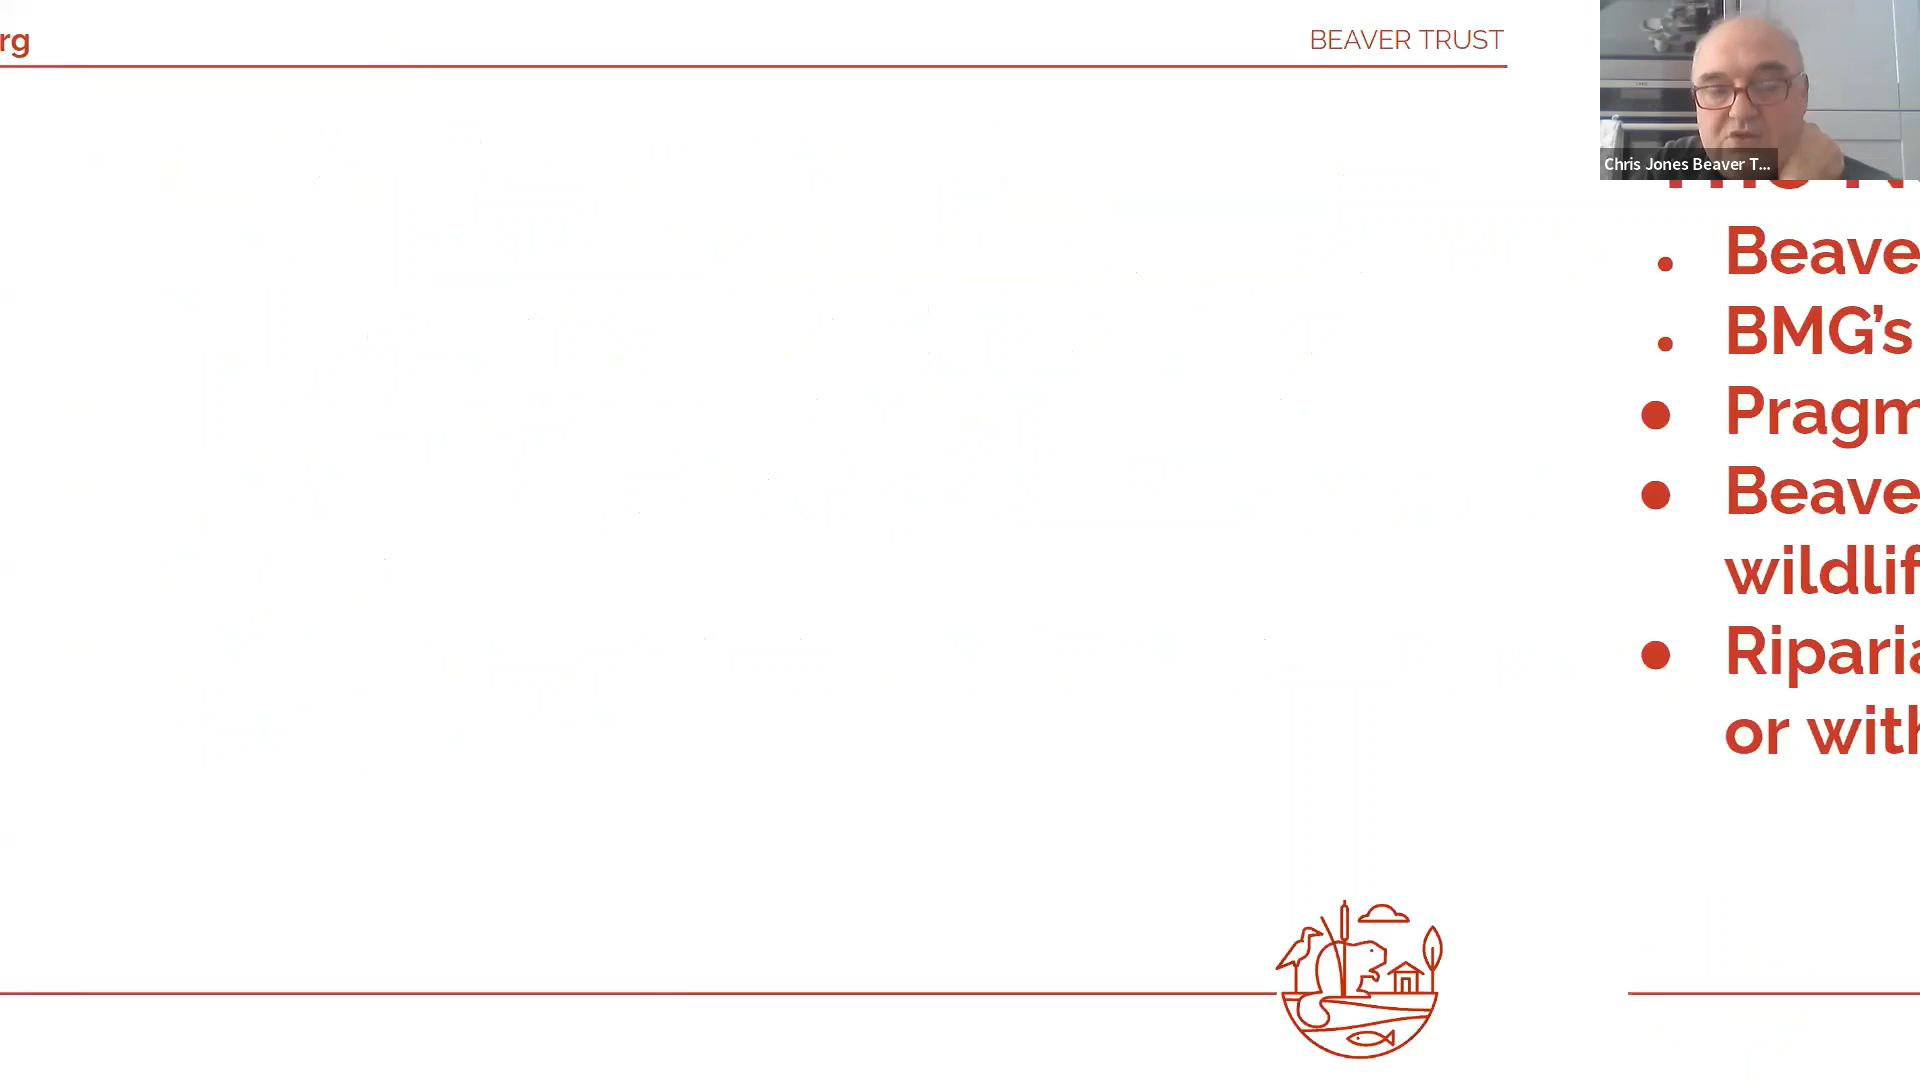 rg
BEAVER TRUST
Chris Jones Beaver T...
Beave
BMG's
Pragm
Beave
wildlif
Riparia
or with